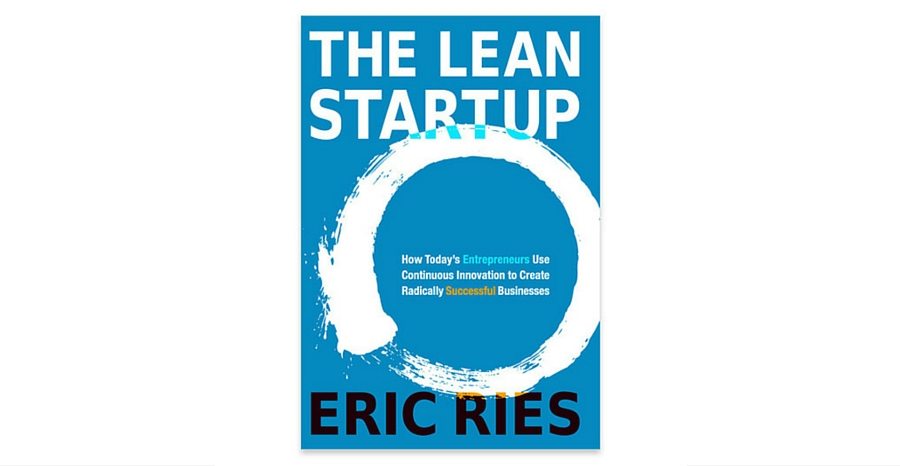 THE LEAN
STARTUP
How Today's Entrepreneurs Use
Continuous Innovation to Create
Radically Successful Businesses
ERIC RIES